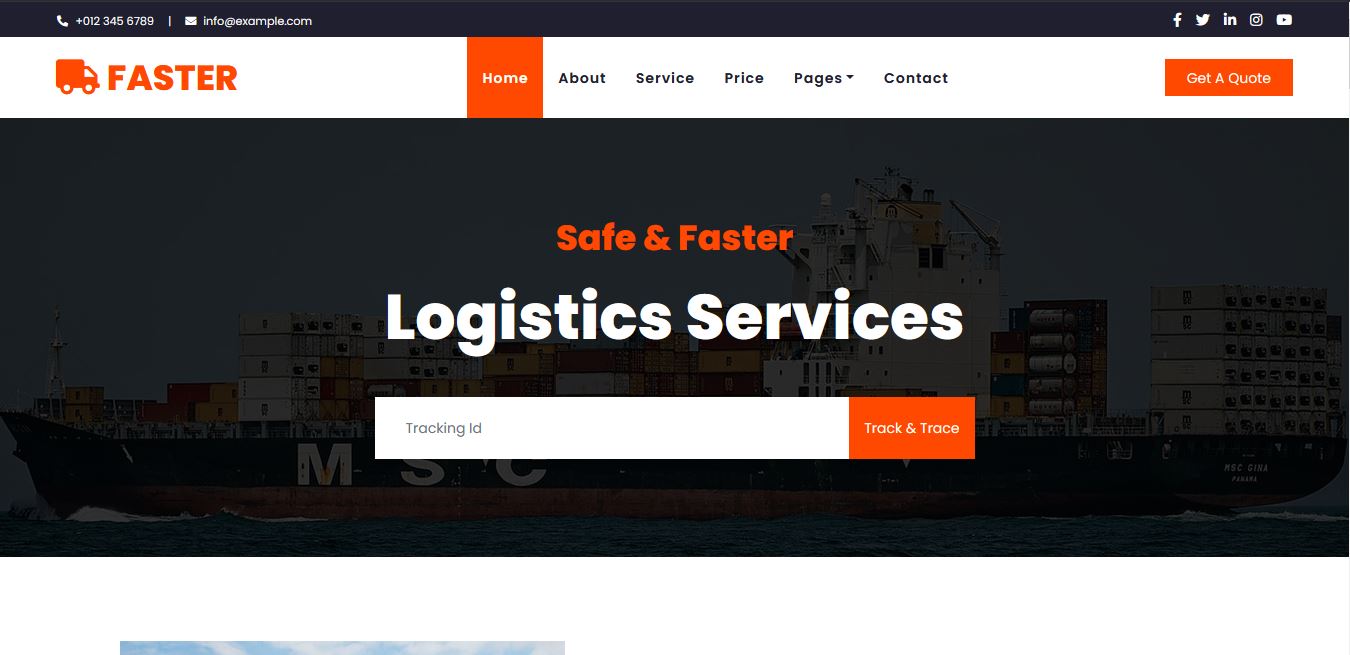 +012 345 6789 | info@example.com
FASTER
Home About Service Price Pages Contact
Get A Quote
Safe & Faster
Logistics Services
Tracking Id
Track & Trace
M S C
MSC GINA
PANAMA